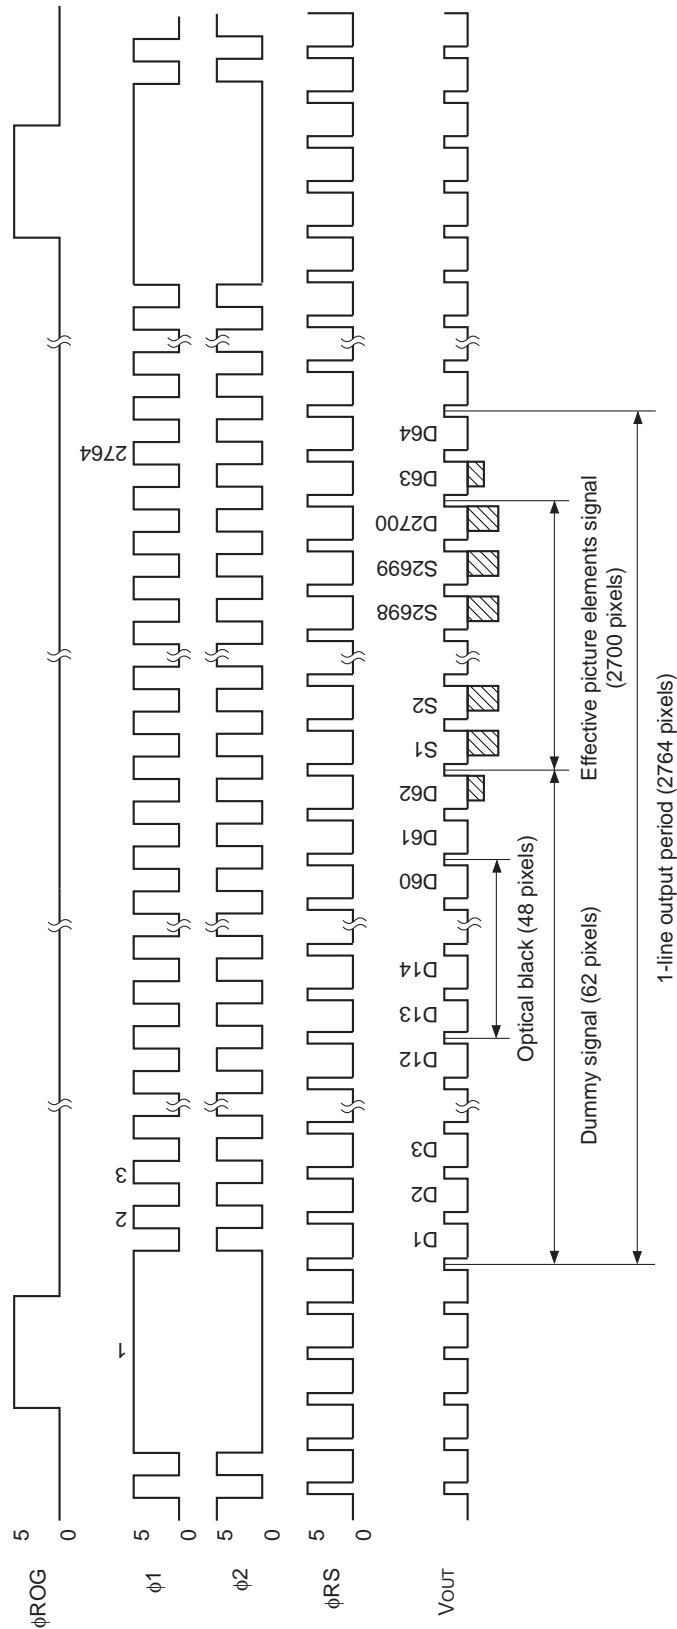 φROG
5
0
φ1
5
0
1
2
3
2764
φ2
5
0
φRS
5
0
VOUT
D1
D2
D3
D12
D13
D14
D60
D61
D62
S1
S2
S2698
S2699
D2700
D63
D64
Optical black (48 pixels)
Dummy signal (62 pixels)
Effective picture elements signal
(2700 pixels)
1-line output period (2764 pixels)